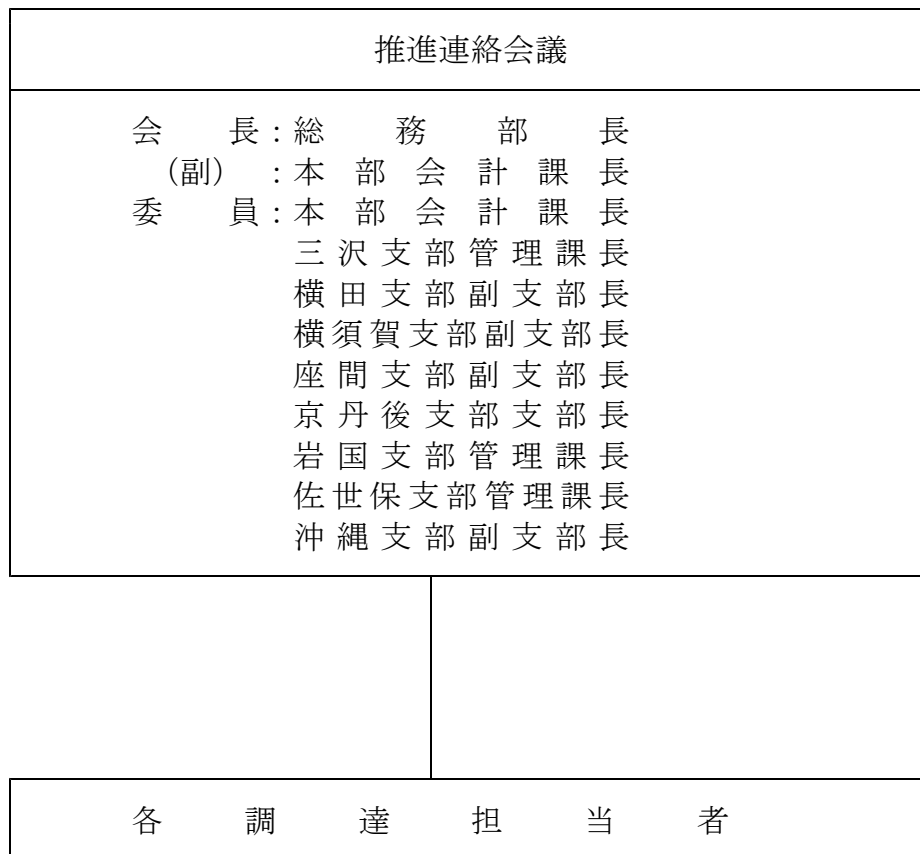 推進連絡会議
会長:総務部長
(副):本部会計課長
委員:本部会計課長
三沢支部管理課長
横田支部副支部長
横須賀支部副支部長
座間支部副支部長
京丹後支部支部長
岩国支部管理課長
佐世保支部管理課長
沖縄支部副支部長
各調達担当者